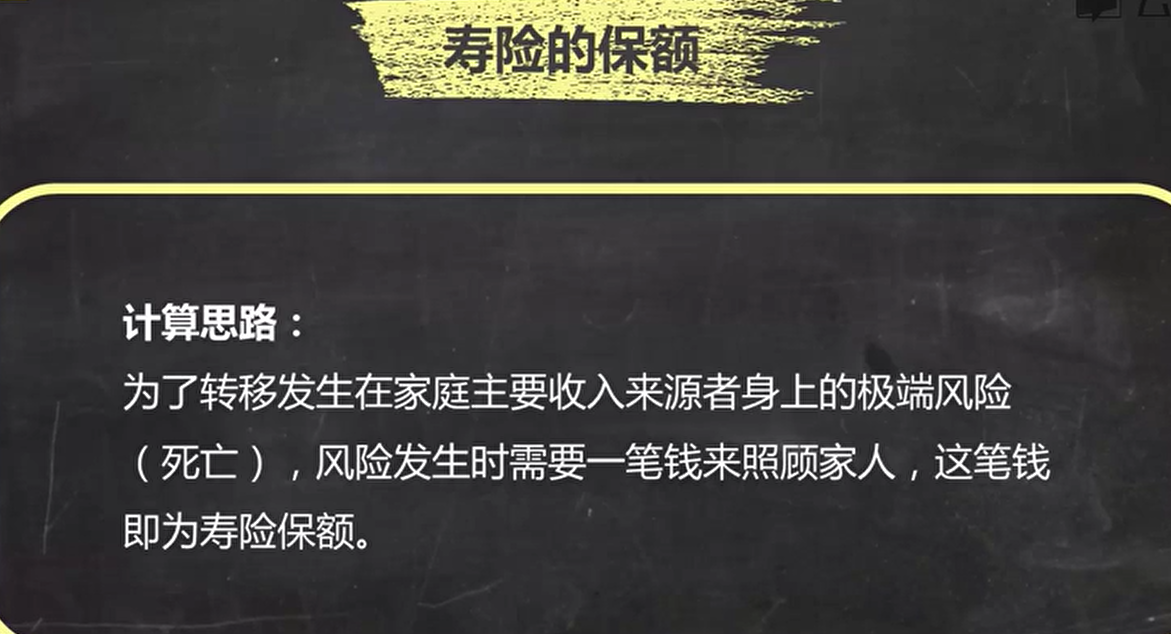 寿险的保额
计算思路：
为了转移发生在家庭主要收入来源者身上的极端风险
（死亡），风险发生时需要一笔钱来照顾家人，这笔钱
即为寿险保额。